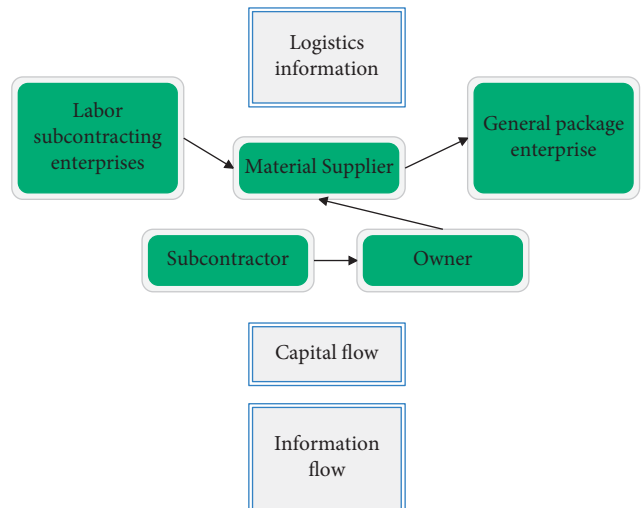 Logistics
information
Labor
subcontracting
enterprises
Material Supplier
General package
enterprise
Subcontractor
Owner
Capital flow
Information
flow